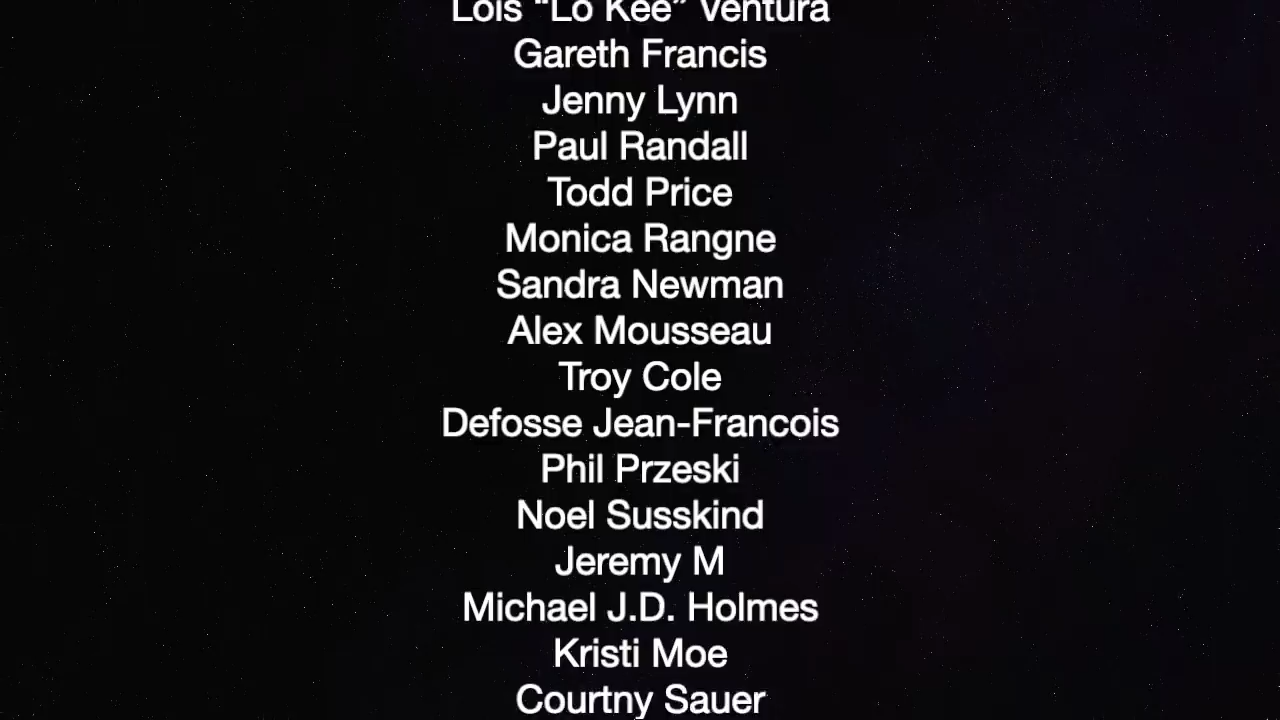 Lois “Lo Kee” Ventura
Gareth Francis
Jenny Lynn
Paul Randall
Todd Price
Monica Rangne
Sandra Newman
Alex Mousseau
Troy Cole
Defosse Jean-Francois
Phil Przeski
Noel Susskind
Jeremy M
Michael J.D. Holmes
Kristi Moe
Courtny Sauer